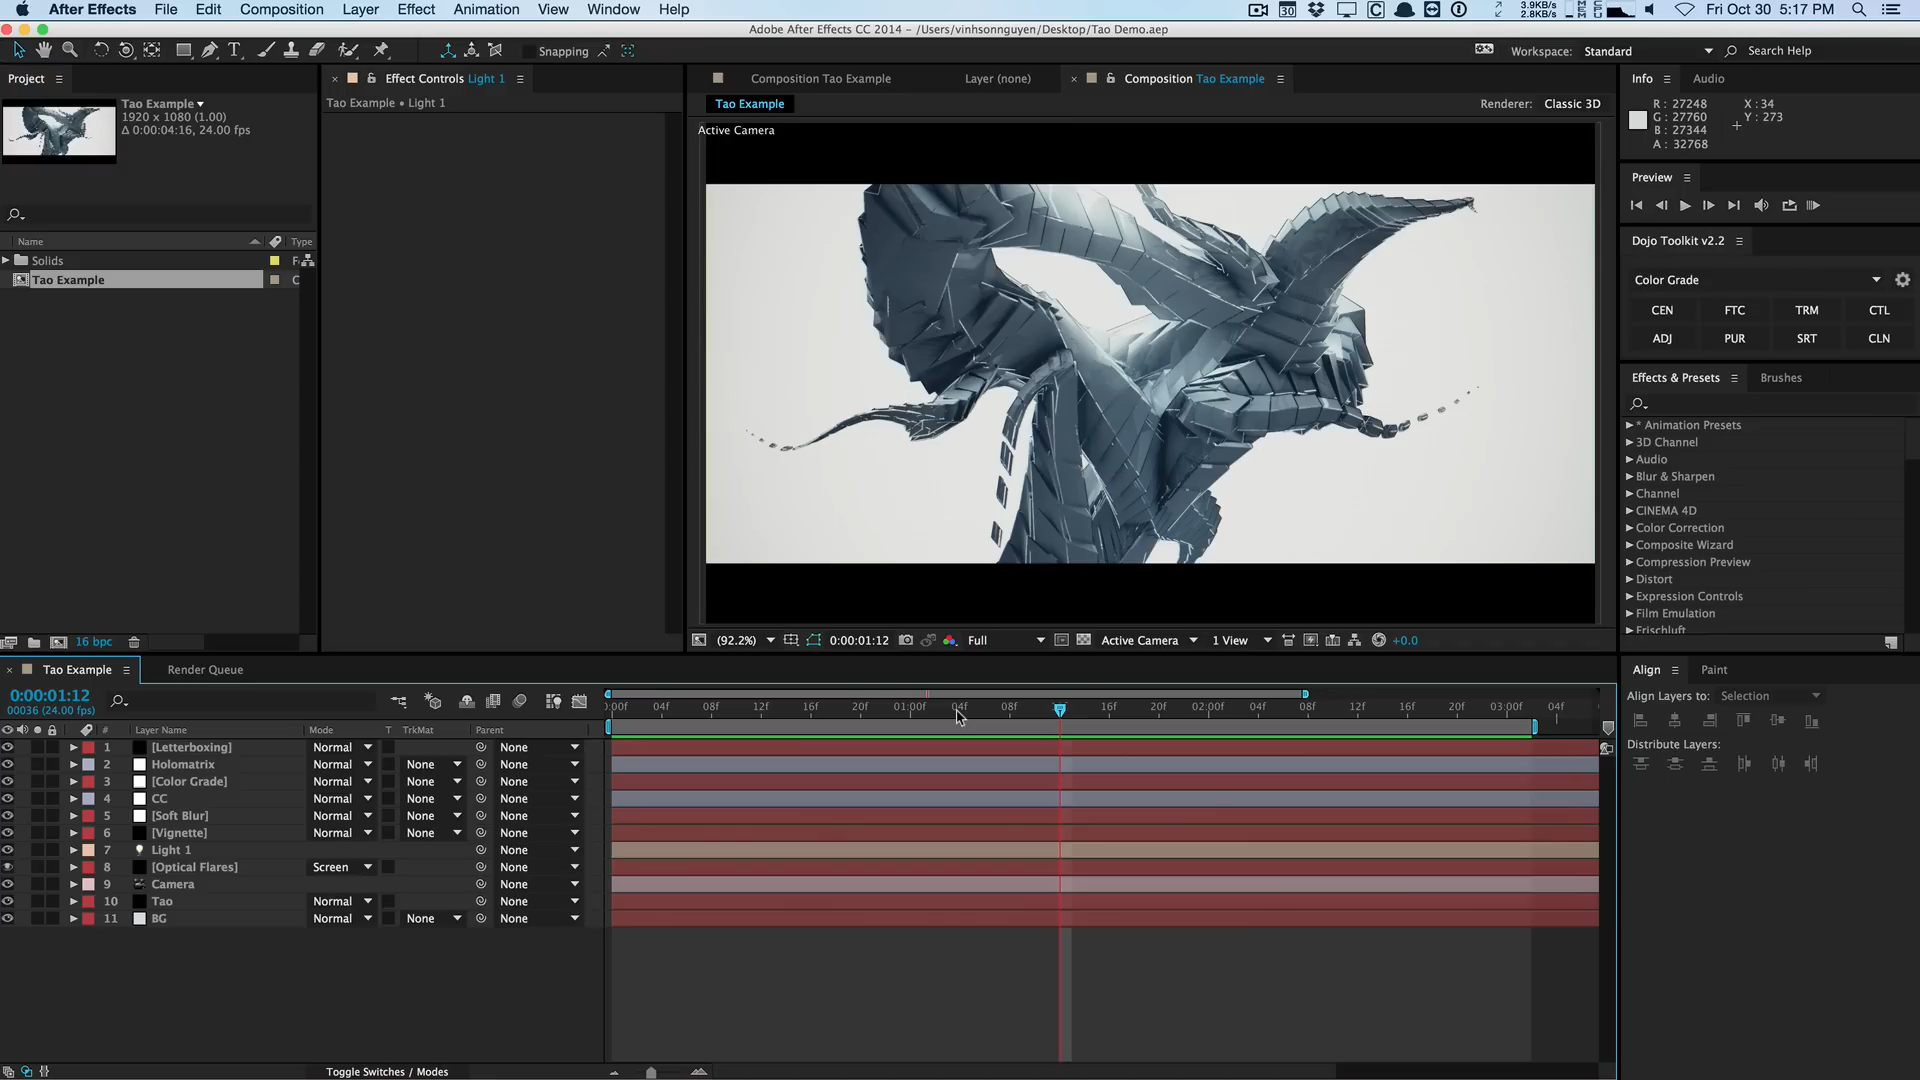 After Effects File Edit Composition Layer Effect Animation View Window Help
3.9KB/s
2.8KB/s
Fri Oct 30 5:17 PM
Adobe After Effects CC 2014 - /Users/vinhsonnguyen/Desktop/Tao Demo.aep
Snapping
Workspace: Standard
Search Help
Project
Effect Controls Light 1
Composition Tao Example
Layer (none)
Composition Tao Example
Info
Audio
Tao Example
1920 x 1080 (1.00)
Δ 0:00:04:16, 24.00 fps
Tao Example • Light 1
Tao Example
Renderer: Classic 3D
Active Camera
R : 27248
G : 27760
B : 27344
A : 32768
X : 34
Y : 273
Preview
Dojo Toolkit v2.2
Color Grade
CEN FTC TRM CTL
ADJ PUR SRT CLN
Effects & Presets
Brushes
* Animation Presets
3D Channel
Audio
Blur & Sharpen
Channel
CINEMA 4D
Color Correction
Composite Wizard
Compression Preview
Distort
Expression Controls
Film Emulation
Frischluft
Name Type
Solids F
Tao Example C
16 bpc
(92.2%) 0:00:01:12 Full Active Camera 1 View +0.0
Tao Example
Render Queue
0:00:01:12
00036 (24.00 fps)
:00f 04f 08f 12f 16f 20f 01:00f 04f 08f 16f 20f 02:00f 04f 08f 12f 16f 20f 03:00f 04f
# Layer Name Mode T TrkMat Parent
1 [Letterboxing] Normal None
2 Holomatrix Normal None None
3 [Color Grade] Normal None None
4 CC Normal None None
5 [Soft Blur] Normal None None
6 [Vignette] Normal None None
7 Light 1 None
8 [Optical Flares] Screen None
9 Camera None
10 Tao Normal None
11 BG Normal None None
Toggle Switches / Modes
Align
Paint
Align Layers to: Selection
Distribute Layers: